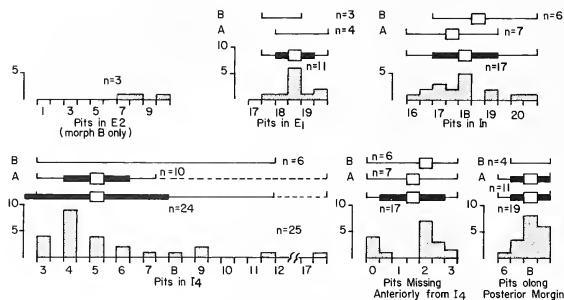 B n=3
A n=4
10 n=11
5
17 18 19
Pits in E1
B n=6
A n=7
n=17
5
16 17 18 19 20
Pits in In
5 n=3
1 3 5 7 9
Pits in E2
(morph B only)
B n=6
A n=10
n=24
10
5 n=25
3 4 5 6 7 8 9 10 11 12 17
Pits in I4
n=6
n=7
n=17
10
5
0 1 2 3
Pits Missing
Anteriorly from I4
B n=4
A n=11
n=19
10
5
6 8
Pits along
Posterior Margin